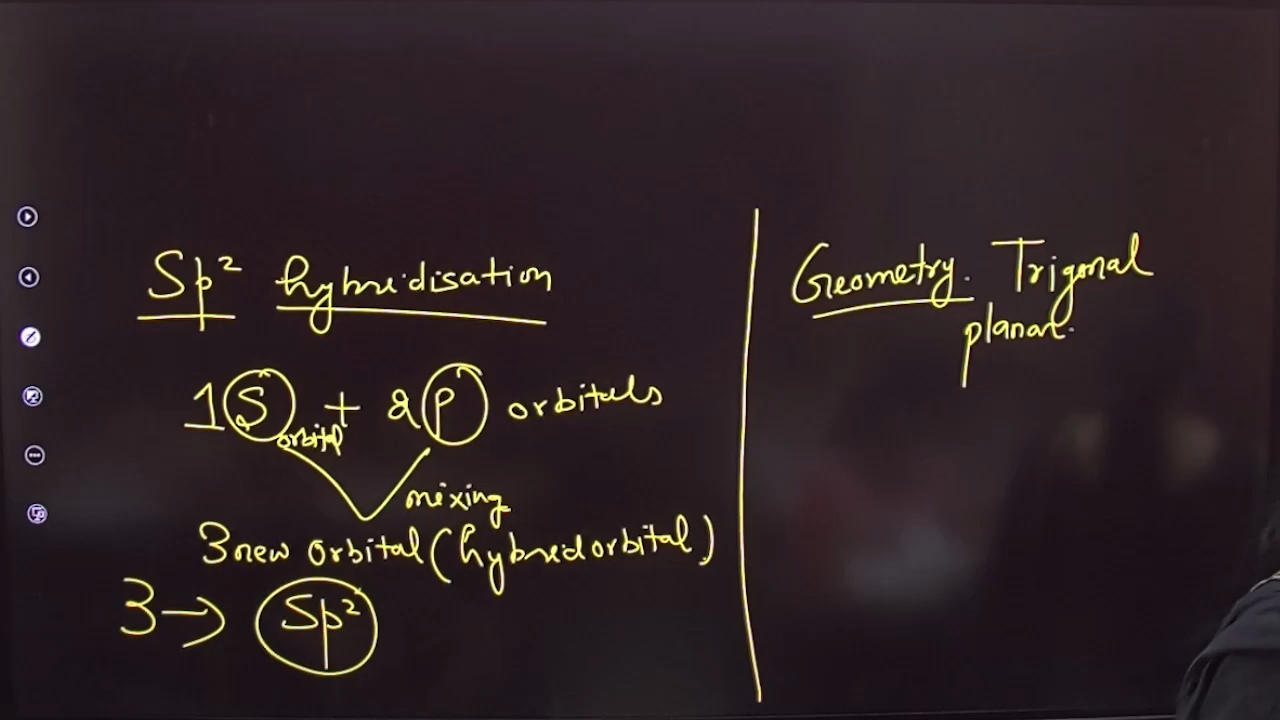 Sp² hybridisation
1 S orbital + 2 P orbitals
mixing
3 new orbital (hybrid orbital)
3 → Sp²
Geometry. Trigonal
planar.